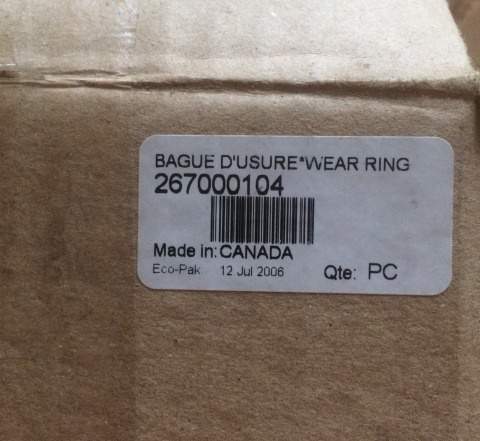 BAGUE D'USURE*WEAR RING
267000104
Made in: CANADA
Eco-Pak 12 Jul 2006 Qte: PC